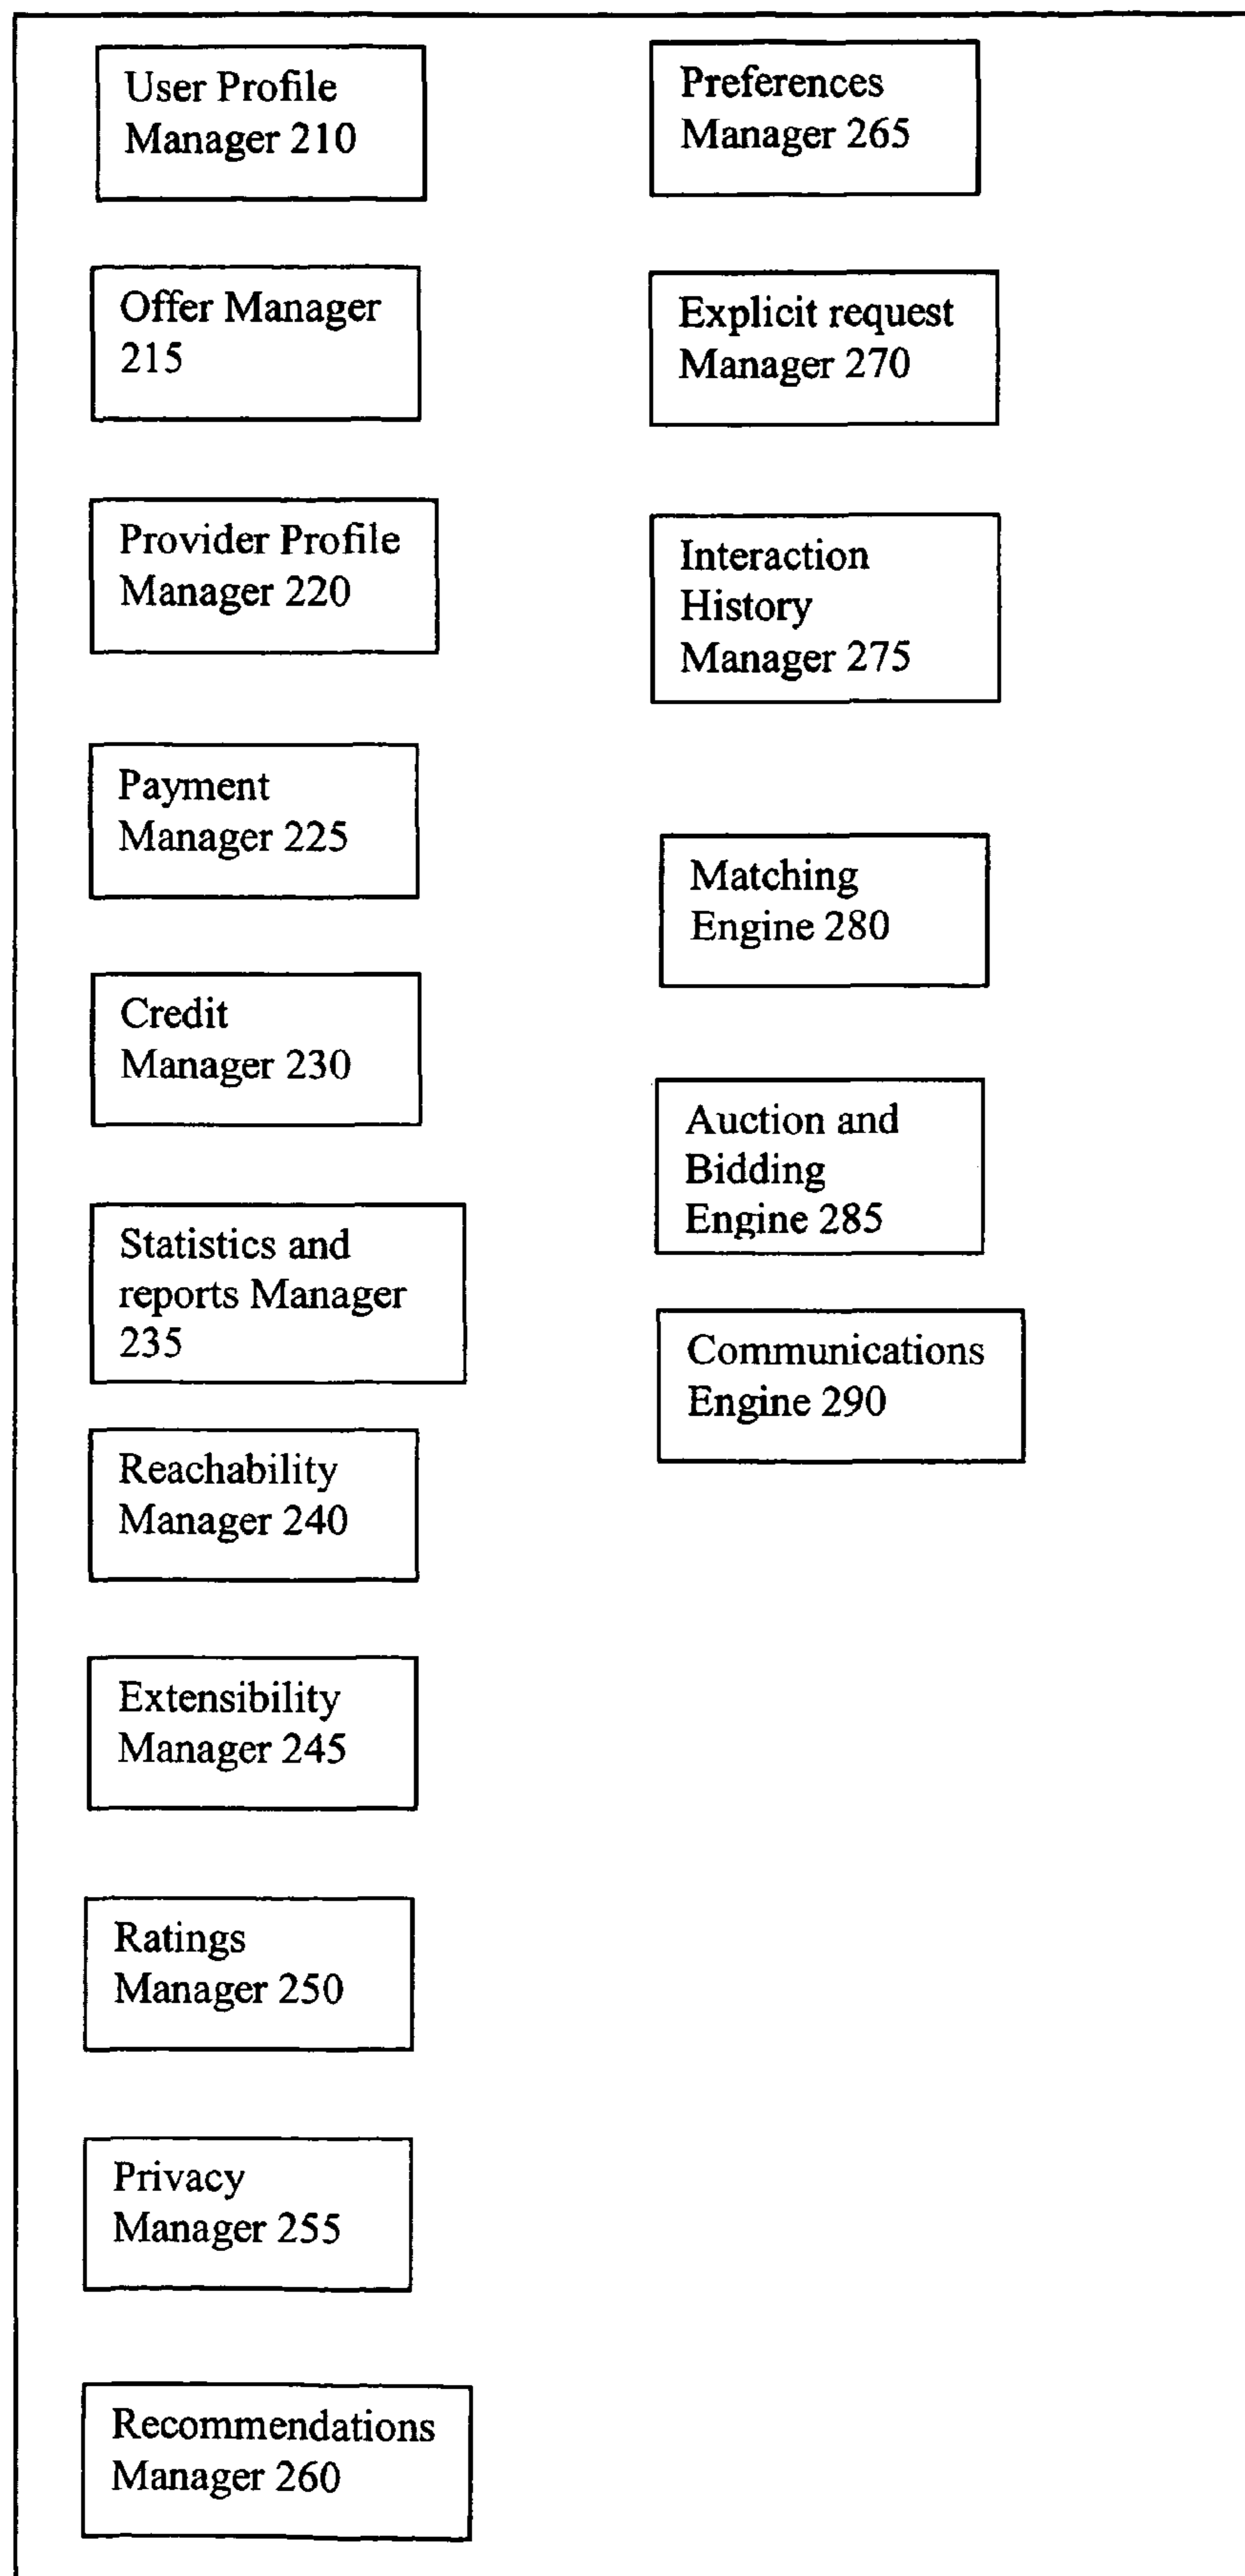 User Profile
Manager 210
Offer Manager
215
Provider Profile
Manager 220
Payment
Manager 225
Credit
Manager 230
Statistics and
reports Manager
235
Reachability
Manager 240
Extensibility
Manager 245
Ratings
Manager 250
Privacy
Manager 255
Recommendations
Manager 260
Preferences
Manager 265
Explicit request
Manager 270
Interaction
History
Manager 275
Matching
Engine 280
Auction and
Bidding
Engine 285
Communications
Engine 290